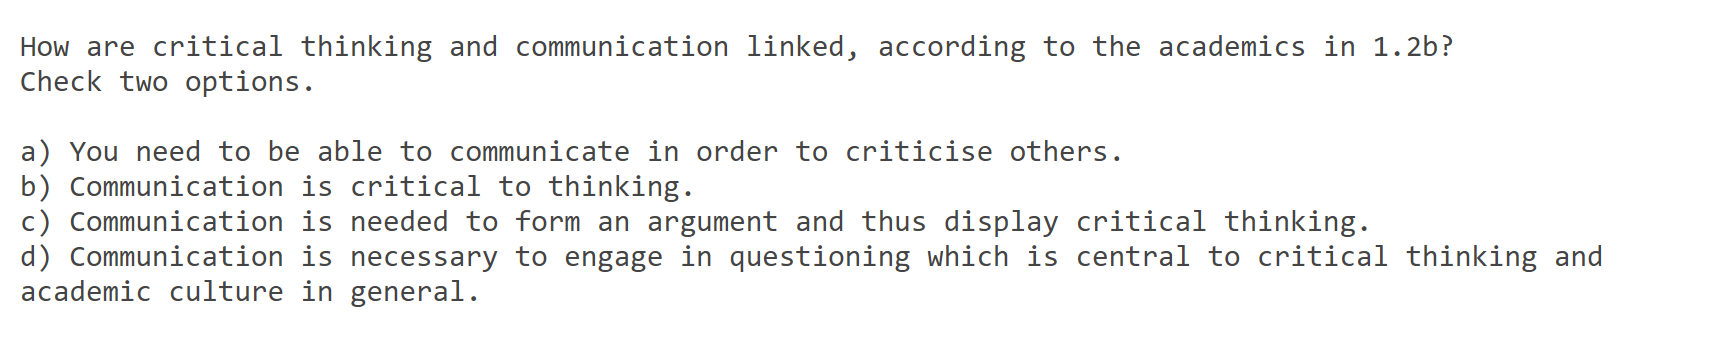 How are critical thinking and communication linked, according to the academics in 1.2b?
Check two options.
a) You need to be able to communicate in order to criticise others.
b) Communication is critical to thinking.
c) Communication is needed to form an argument and thus display critical thinking.
d) Communication is necessary to engage in questioning which is central to critical thinking and
academic culture in general.